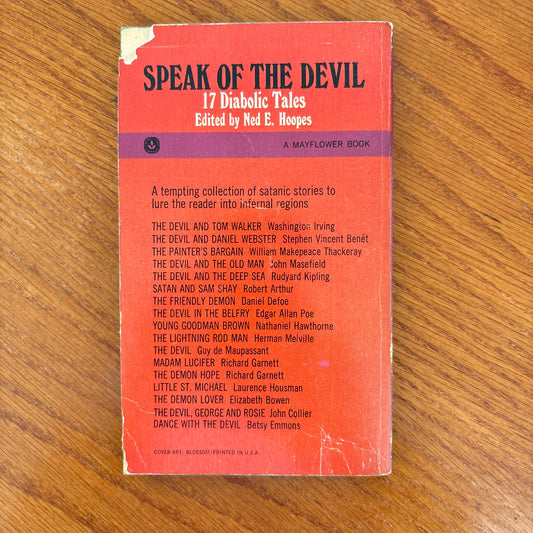 SPEAK OF THE DEVIL
17 Diabolic Tales
Edited by Ned E. Hoopes
A MAYFLOWER BOOK
A tempting collection of satanic stories to
lure the reader into infernal regions
THE DEVIL AND TOM WALKER Washington Irving
THE DEVIL AND DANIEL WEBSTER Stephen Vincent Benét
THE PAINTER'S BARGAIN William Makepeace Thackeray
THE DEVIL AND THE OLD MAN John Masefield
THE DEVIL AND THE DEEP SEA Rudyard Kipling
SATAN AND SAM SHAY Robert Arthur
THE FRIENDLY DEMON Daniel Defoe
THE DEVIL IN THE BELFRY Edgar Allan Poe
YOUNG GOODMAN BROWN Nathaniel Hawthorne
THE LIGHTNING ROD MAN Herman Melville
THE DEVIL Guy de Maupassant
MADAM LUCIFER Richard Garnett
THE DEMON HOPE Richard Garnett
LITTLE ST. MICHAEL Laurence Housman
THE DEMON LOVER Elizabeth Bowen
THE DEVIL, GEORGE AND ROSIE John Collier
DANCE WITH THE DEVIL Betsy Emmons
COVER ART: BLOSSOM/PRINTED IN U.S.A.